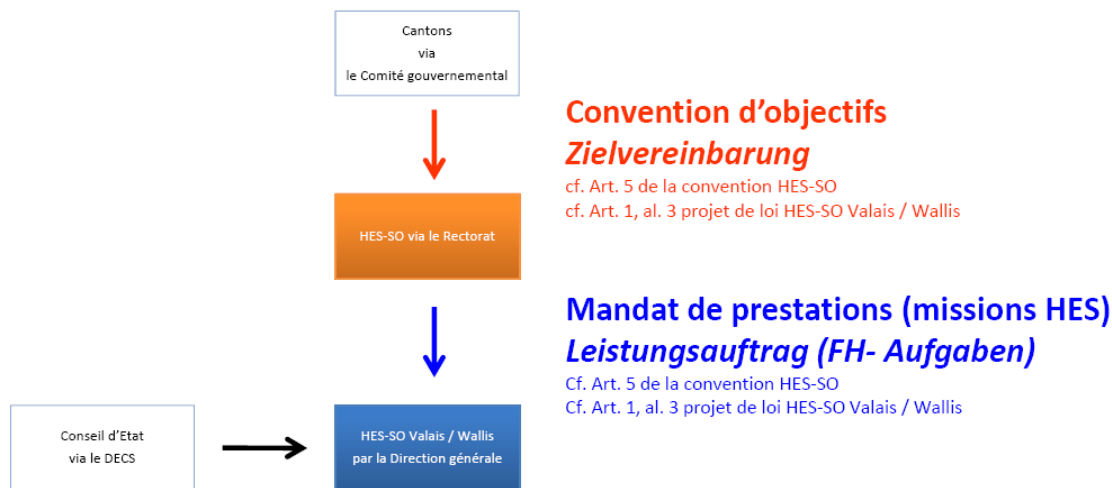 Cantons
via
le Comité gouvernemental
Convention d’objectifs
Zielvereinbarung
cf. Art. 5 de la convention HES-SO
cf. Art. 1, al. 3 projet de loi HES-SO Valais / Wallis
HES-SO via le Rectorat
Mandat de prestations (missions HES)
Leistungsauftrag (FH- Aufgaben)
Cf. Art. 5 de la convention HES-SO
Cf. Art. 1, al. 3 projet de loi HES-SO Valais / Wallis
Conseil d’Etat
via le DECS
HES-SO Valais / Wallis
par la Direction générale